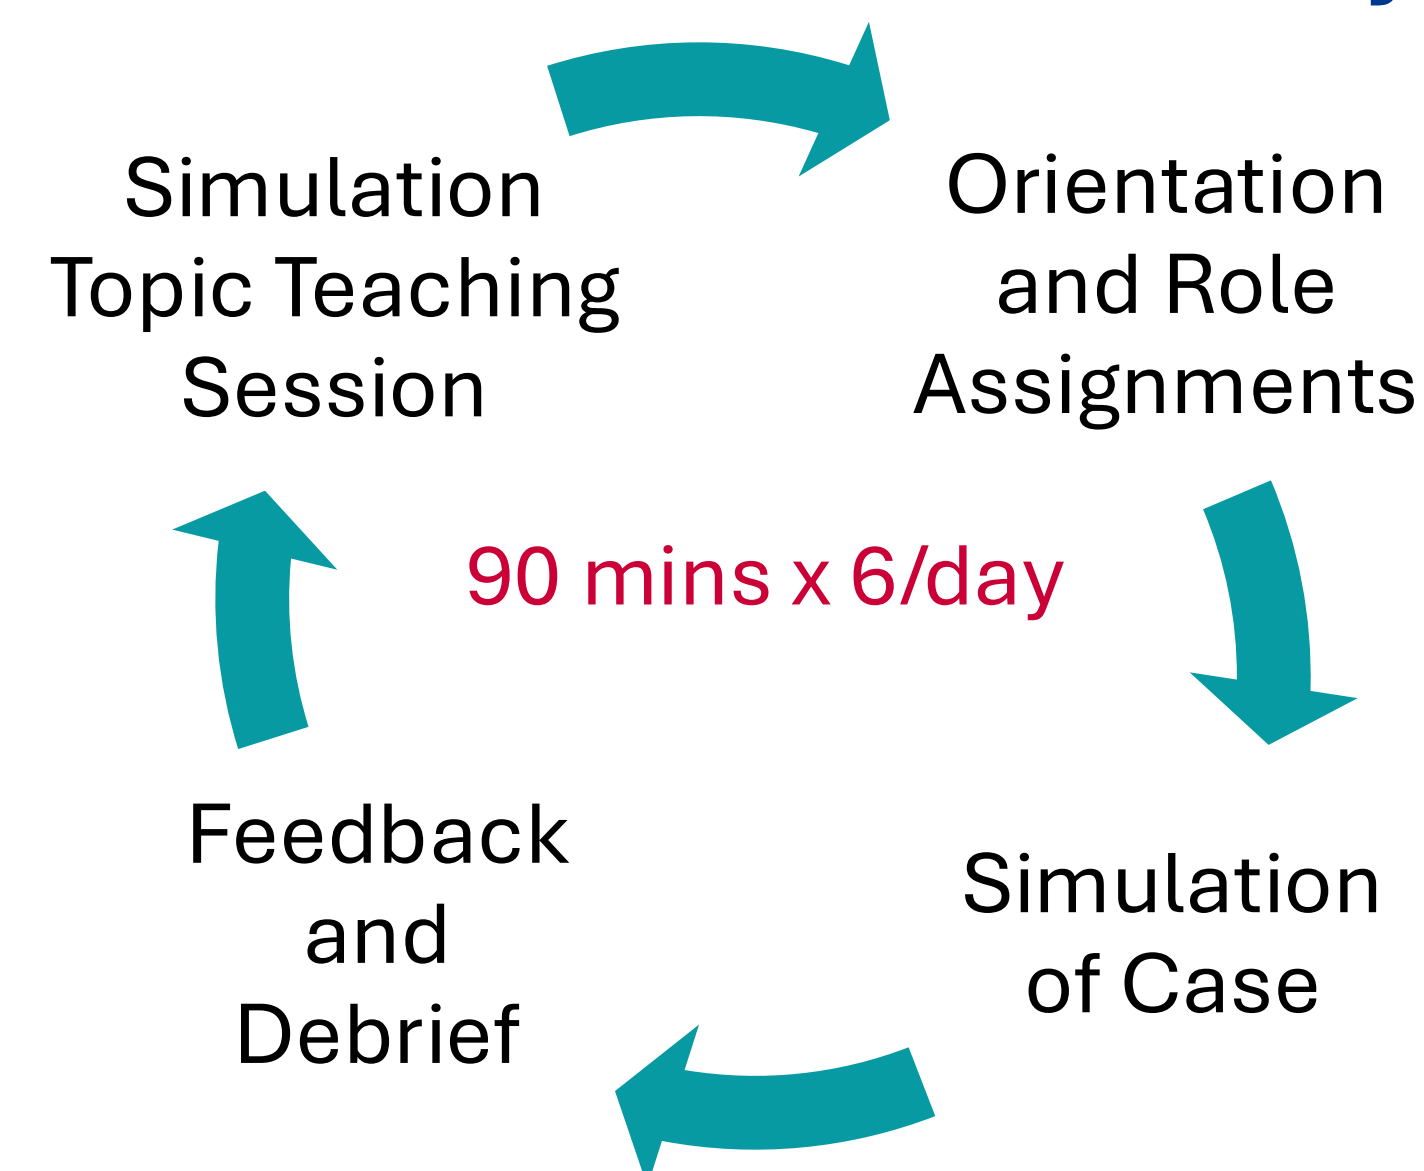 Simulation
Topic Teaching
Session
Orientation
and Role
Assignments
90 mins x 6/day
Simulation
of Case
Feedback
and
Debrief